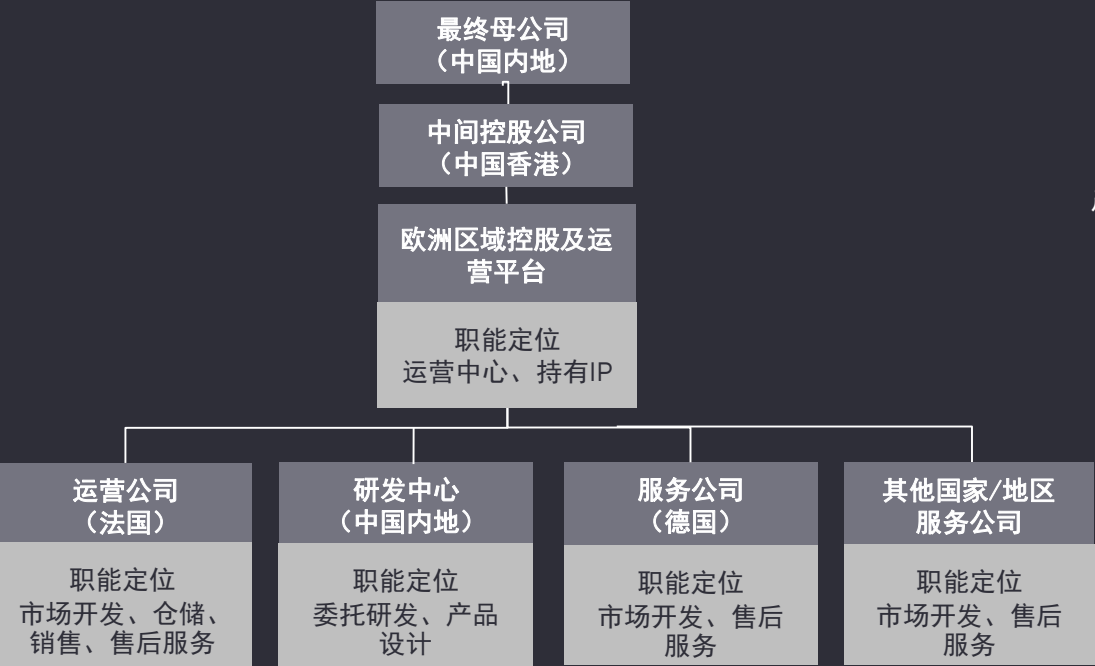 最终母公司
（中国内地）
中间控股公司
（中国香港）
欧洲区域控股及运
营平台
职能定位
运营中心、持有IP
运营公司
（法国）
职能定位
市场开发、仓储、
销售、售后服务
研发中心
（中国内地）
职能定位
委托研发、产品
设计
服务公司
（德国）
职能定位
市场开发、售后
服务
其他国家/地区
服务公司
职能定位
市场开发、售后
服务